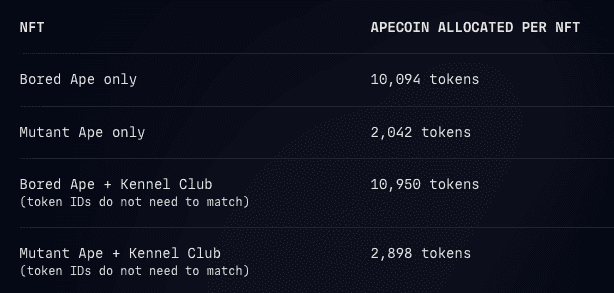 NFT APECOIN ALLOCATED PER NFT
Bored Ape only 10,094 tokens
Mutant Ape only 2,042 tokens
Bored Ape + Kennel Club 10,950 tokens
(token IDs do not need to match)
Mutant Ape + Kennel Club 2,898 tokens
(token IDs do not need to match)